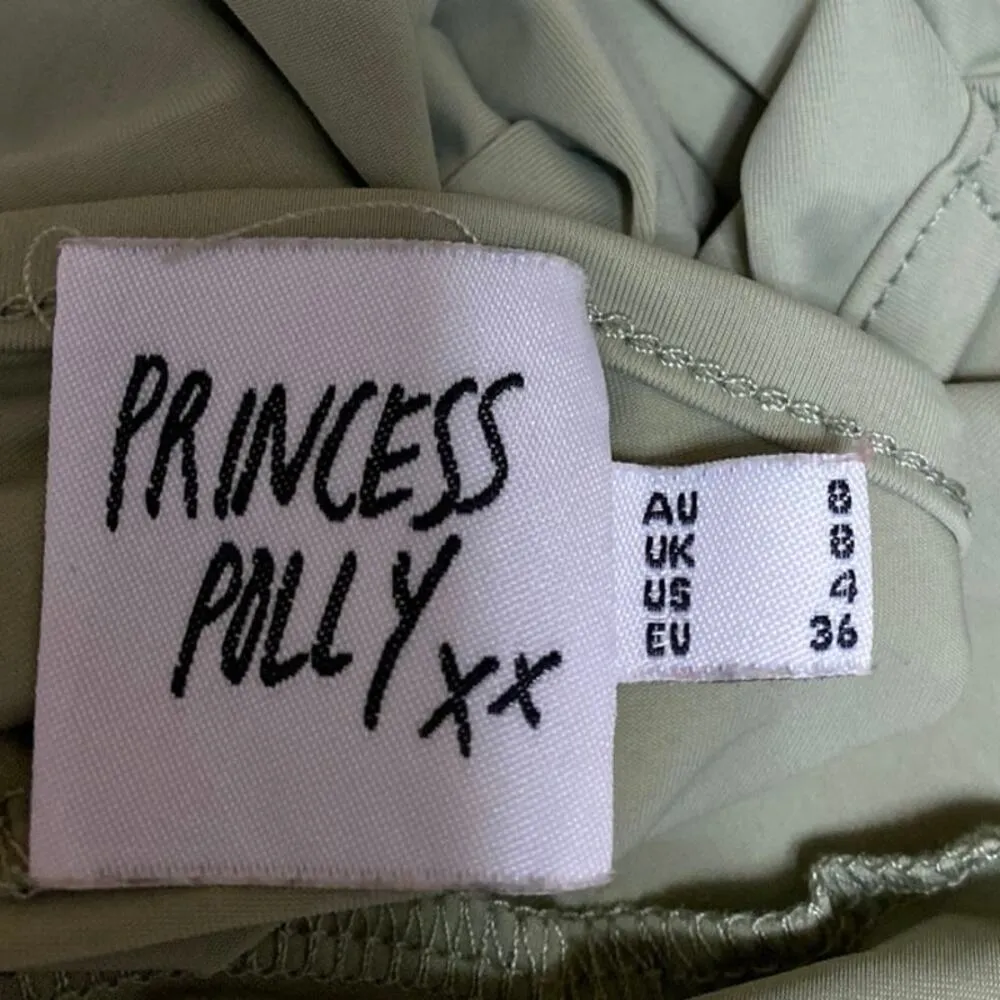 PRINCESS
POLLY xx
AU 8
UK 8
US 4
EU 36